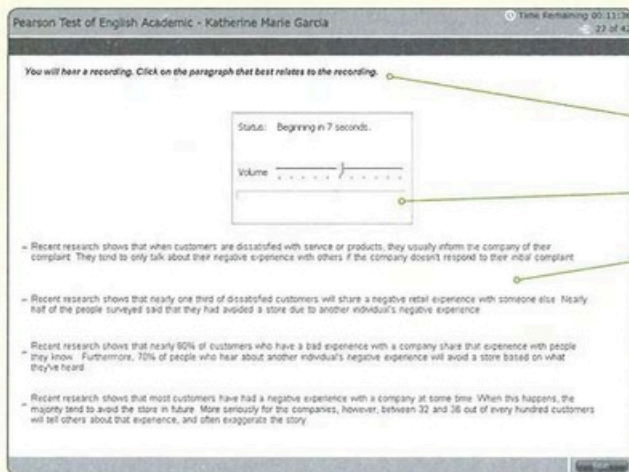 Pearson Test of English Academic - Katherine Marie Garcia
Time Remaining 00:11:36
27 of 42
You will hear a recording. Click on the paragraph that best relates to the recording.
Status: Beginning in 7 seconds.
Volume
Recent research shows that when customers are dissatisfied with service or products, they usually inform the company of their
complaint. They tend to only talk about their negative experience with others if the company doesn't respond to their initial complaint
Recent research shows that nearly one third of dissatisfied customers will share a negative retail experience with someone else. Nearly
half of the people surveyed said that they had avoided a store due to another individual's negative experience
Recent research shows that nearly 60% of customers who have a bad experience with a company share that experience with people
they know. Furthermore, 70% of people who hear about another individual's negative experience will avoid a store based on what
they've heard
Recent research shows that most customers have had a negative experience with a company at some time. When this happens, the
majority tend to avoid the store in future. More seriously for the companies, however, between 32 and 36 out of every hundred customers
will tell others about that experience, and often exaggerate the story